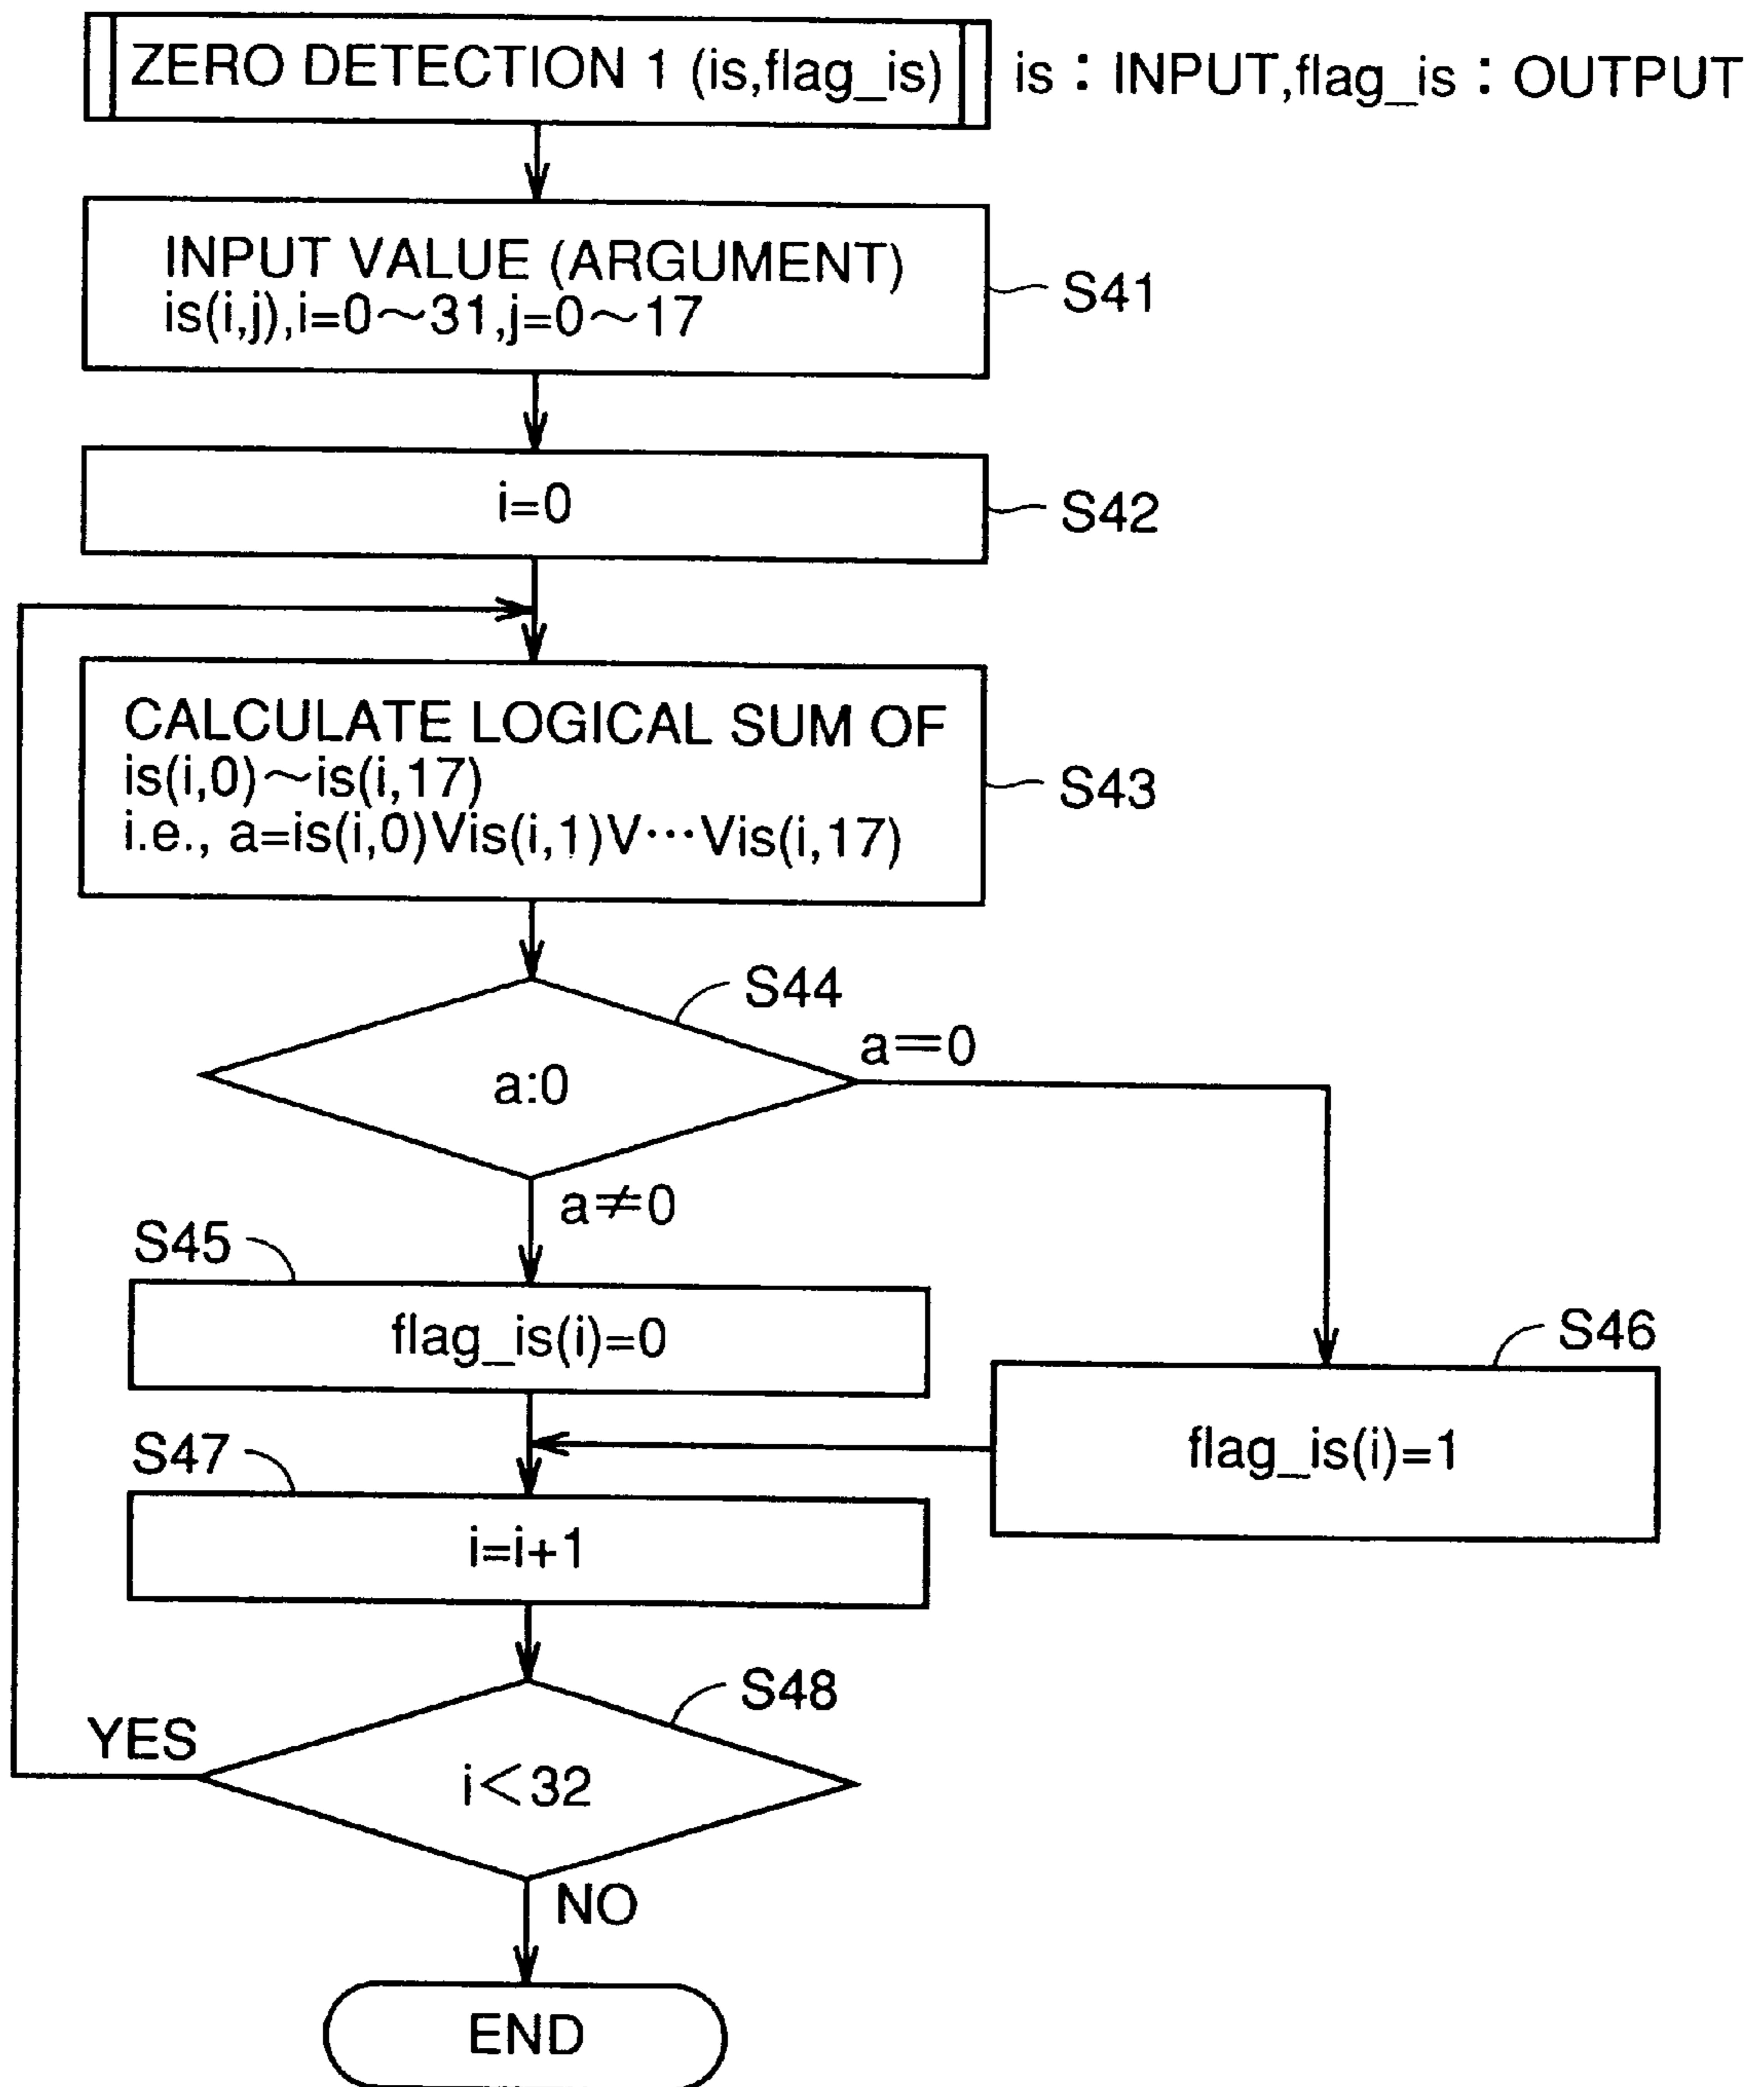 ZERO DETECTION 1 (is,flag_is)
is : INPUT,flag_is : OUTPUT
INPUT VALUE (ARGUMENT)
is(i,j),i=0~31,j=0~17
S41
i=0
S42
CALCULATE LOGICAL SUM OF
is(i,0)~is(i,17)
i.e., a=is(i,0)Vis(i,1)V···Vis(i,17)
S43
S44
a:0
a=0
a≠0
S45
flag_is(i)=0
S46
flag_is(i)=1
S47
i=i+1
S48
i<32
YES
NO
END